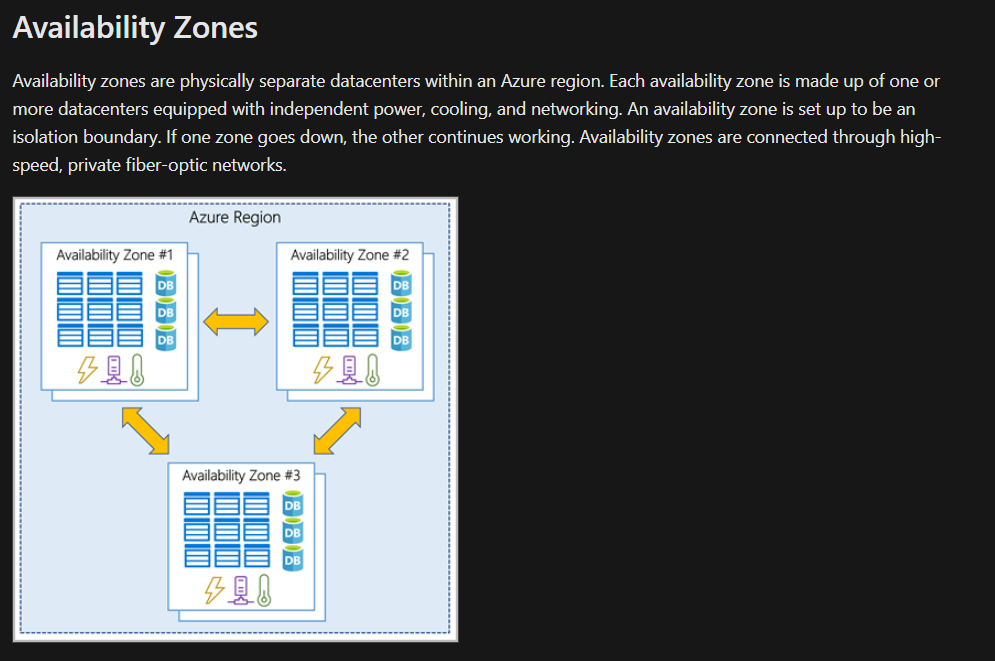 Availability Zones
Availability zones are physically separate datacenters within an Azure region. Each availability zone is made up of one or
more datacenters equipped with independent power, cooling, and networking. An availability zone is set up to be an
isolation boundary. If one zone goes down, the other continues working. Availability zones are connected through high-
speed, private fiber-optic networks.
Azure Region
Availability Zone #1
DB
DB
DB
Availability Zone #2
DB
DB
DB
Availability Zone #3
DB
DB
DB